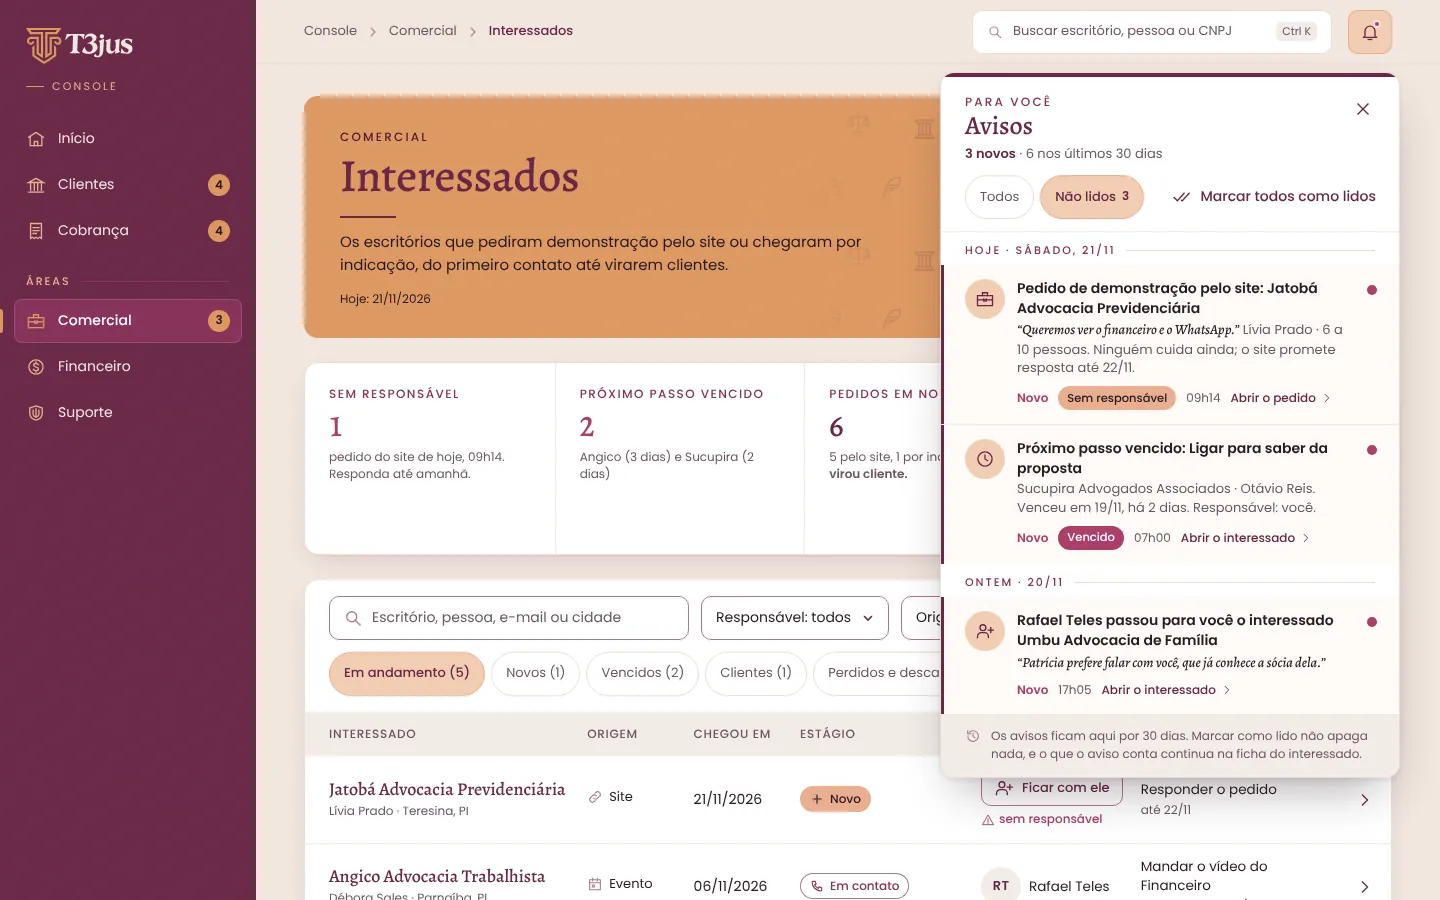 T3jus
CONSOLE
Início
Clientes 4
Cobrança 4
ÁREAS
Comercial 3
Financeiro
Suporte
Console > Comercial > Interessados
Buscar escritório, pessoa ou CNPJ Ctrl K
COMERCIAL
Interessados
Os escritórios que pediram demonstração pelo site ou chegaram por
indicação, do primeiro contato até virarem clientes.
Hoje: 21/11/2026
SEM RESPONSÁVEL
1
pedido do site de hoje, 09h14.
Responda até amanhã.
PRÓXIMO PASSO VENCIDO
2
Angico (3 dias) e Sucupira (2
dias)
PEDIDOS EM NO
6
5 pelo site, 1 por
virou cliente.
Escritório, pessoa, e-mail ou cidade
Responsável: todos
Orig
Em andamento (5)
Novos (1)
Vencidos (2)
Clientes (1)
Perdidos e desca
INTERESSADO ORIGEM CHEGOU EM ESTÁGIO
Jatobá Advocacia Previdenciária
Lívia Prado · Teresina, PI
Site
21/11/2026
Novo
Ficar com ele
sem responsável
Responder o pedido
até 22/11
Angico Advocacia Trabalhista
Débora Sales · Parnaíba, PI
Evento
06/11/2026
Em contato
RT Rafael Teles
Mandar o vídeo do
Financeiro
PARA VOCÊ
Avisos
3 novos · 6 nos últimos 30 dias
Todos
Não lidos 3
Marcar todos como lidos
HOJE · SÁBADO, 21/11
Pedido de demonstração pelo site: Jatobá
Advocacia Previdenciária
“Queremos ver o financeiro e o WhatsApp.” Lívia Prado · 6 a
10 pessoas. Ninguém cuida ainda; o site promete
resposta até 22/11.
Novo Sem responsável 09h14 Abrir o pedido
Próximo passo vencido: Ligar para saber da
proposta
Sucupira Advogados Associados · Otávio Reis.
Venceu em 19/11, há 2 dias. Responsável: você.
Novo Vencido 07h00 Abrir o interessado
ONTEM · 20/11
Rafael Teles passou para você o interessado
Umbu Advocacia de Família
“Patrícia prefere falar com você, que já conhece a sócia dela.”
Novo 17h05 Abrir o interessado
Os avisos ficam aqui por 30 dias. Marcar como lido não apaga
nada, e o que o aviso conta continua na ficha do interessado.